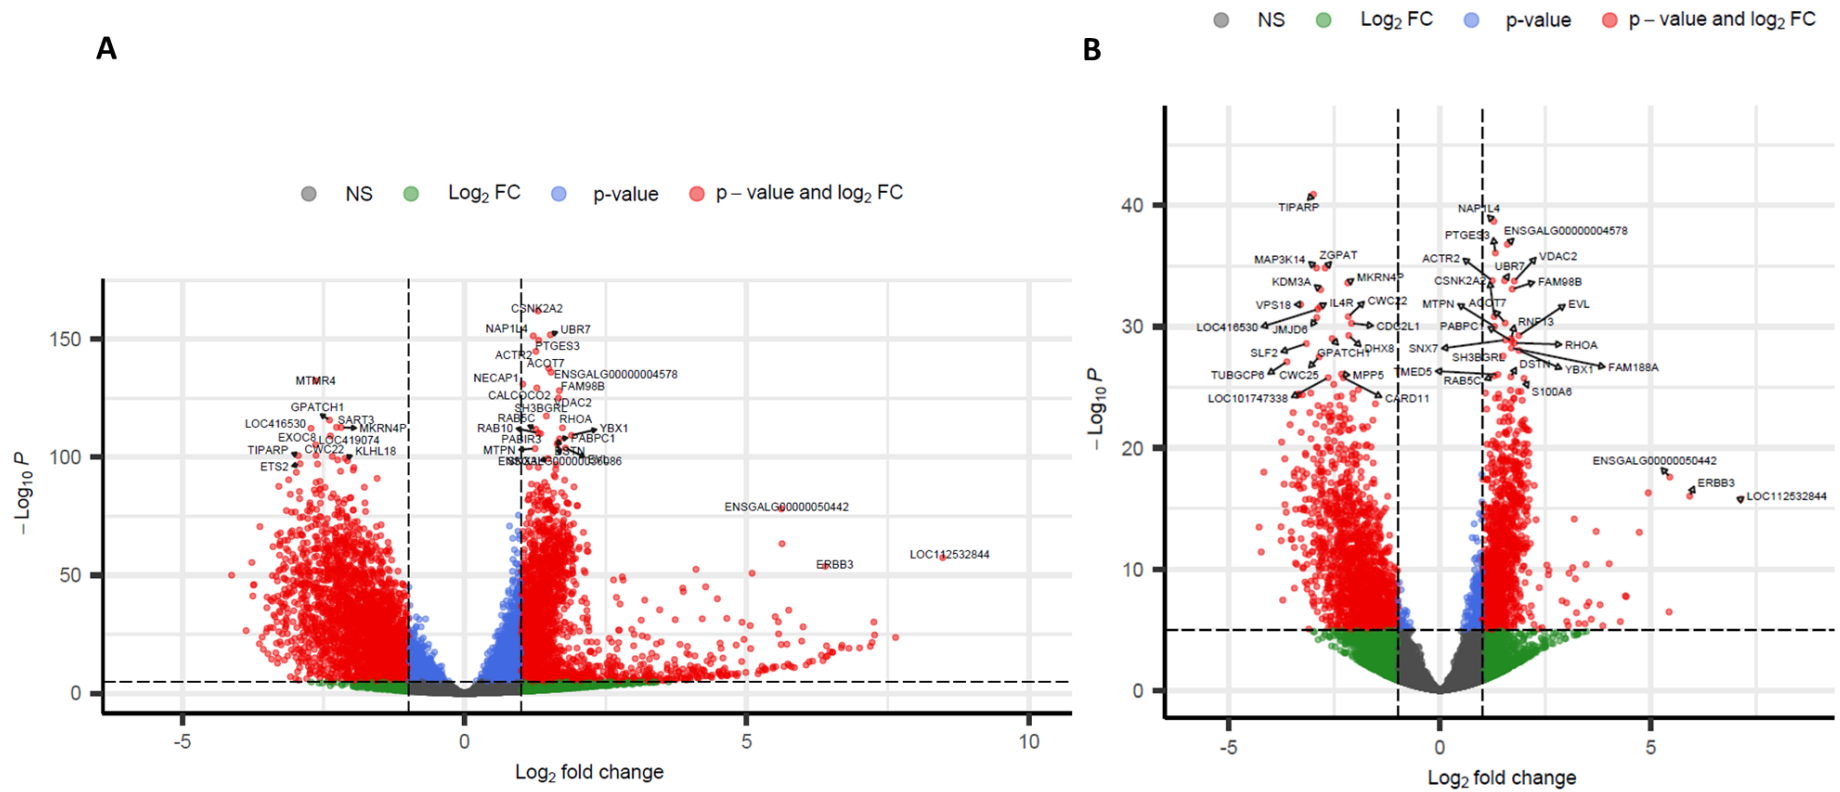 A
NS Log2 FC p-value p – value and log2 FC
– Log10 P
150
100
50
0
-5 0 5 10
Log2 fold change
CSNK2A2
NAP1L4
UBR7
PTGES3
ACTR2
ACOT7
NECAP1
ENSGALG00000004578
FAM98B
CALCOCO2
VDAC2
SH3BGRL
RAB5C
RHOA
RAB10
YBX1
PABIR3
PABPC1
MTPN
DSTN
EVL
MTMR4
GPATCH1
LOC416530
SART3
MKRN4P
EXOC8
LOC419074
TIPARP
CWC22
KLHL18
ETS2
ENSGALG00000050442
ERBB3
LOC112532844
B
NS Log2 FC p-value p – value and log2 FC
– Log10 P
40
30
20
10
0
-5 0 5
Log2 fold change
TIPARP
NAP1L4
PTGES3
ENSGALG00000004578
MAP3K14
ZGPAT
ACTR2
VDAC2
UBR7
KDM3A
MKRN4P
CSNK2A2
FAM98B
VPS18
IL4R
CWC22
MTPN
ACOT7
EVL
LOC416530
JMJD6
CDC2L1
PABPC1
RNF13
SLF2
GPATCH1
DHX8
SNX7
SH3BGRL
RHOA
TUBGCP6
CWC25
MPP5
TMED5
DSTN
YBX1
FAM188A
RAB5C
LOC101747338
CARD11
S100A6
ENSGALG00000050442
ERBB3
LOC112532844